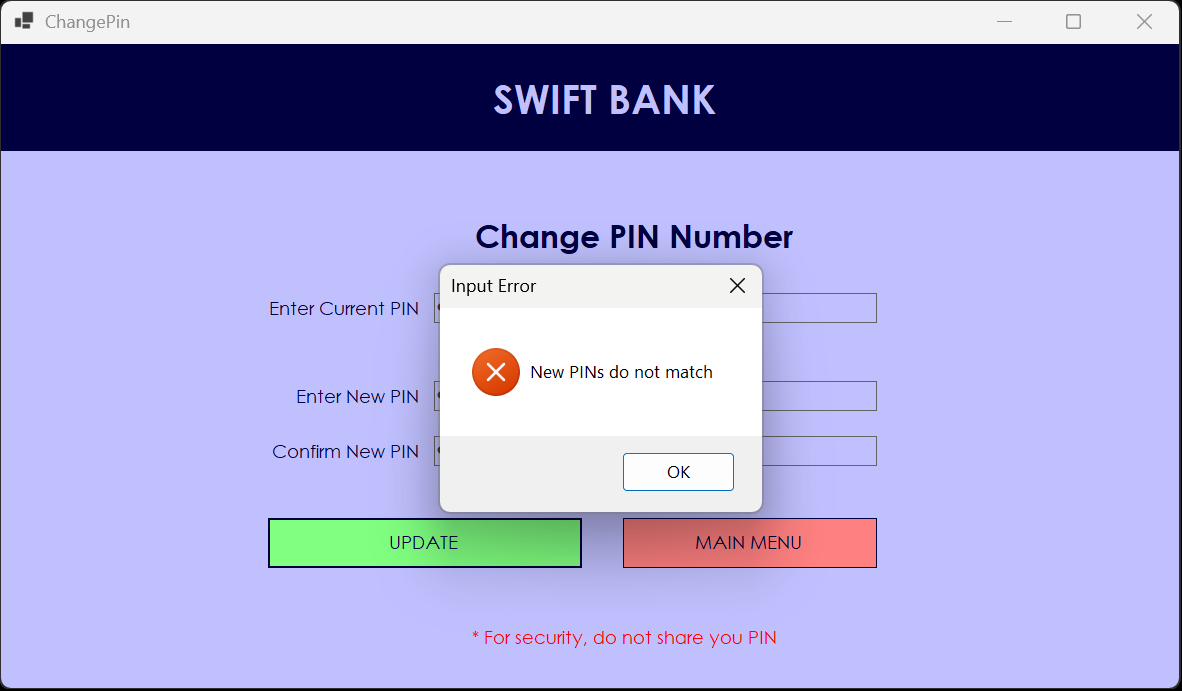 ChangePin
SWIFT BANK
Change PIN Number
Input Error
Enter Current PIN
New PINs do not match
Enter New PIN
Confirm New PIN
OK
UPDATE
MAIN MENU
* For security, do not share you PIN